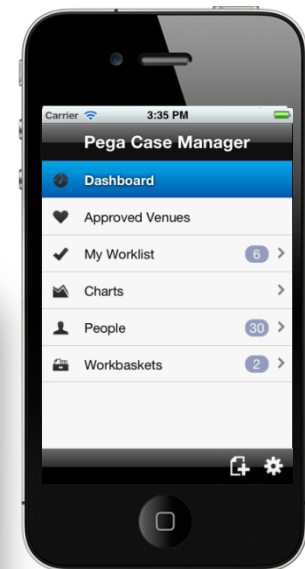 Carrier 3:35 PM
Pega Case Manager
Dashboard
Approved Venues
My Worklist 6
Charts
People 30
Workbaskets 2